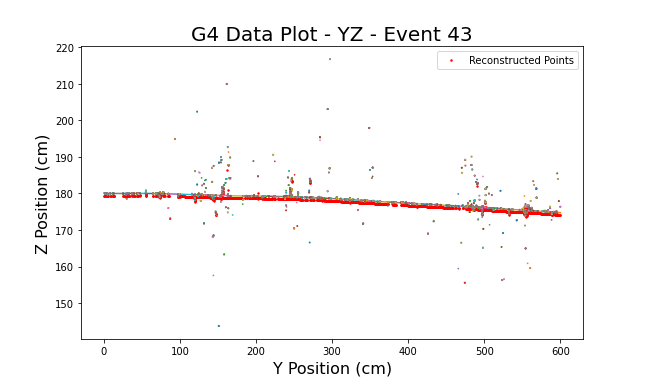 G4 Data Plot - YZ - Event 43
Reconstructed Points
220
210
200
190
180
170
160
150
Z Position (cm)
0 100 200 300 400 500 600
Y Position (cm)